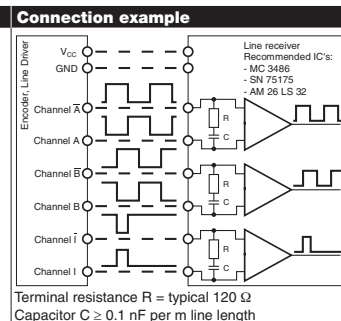 Connection example
Encoder, Line Driver
VCC
GND
Channel A̅
Channel A
Channel B̅
Channel B
Channel I̅
Channel I
Line receiver
Recommended IC's:
- MC 3486
- SN 75175
- AM 26 LS 32
R
C
R
C
R
C
Terminal resistance R = typical 120 Ω
Capacitor C ≥ 0.1 nF per m line length